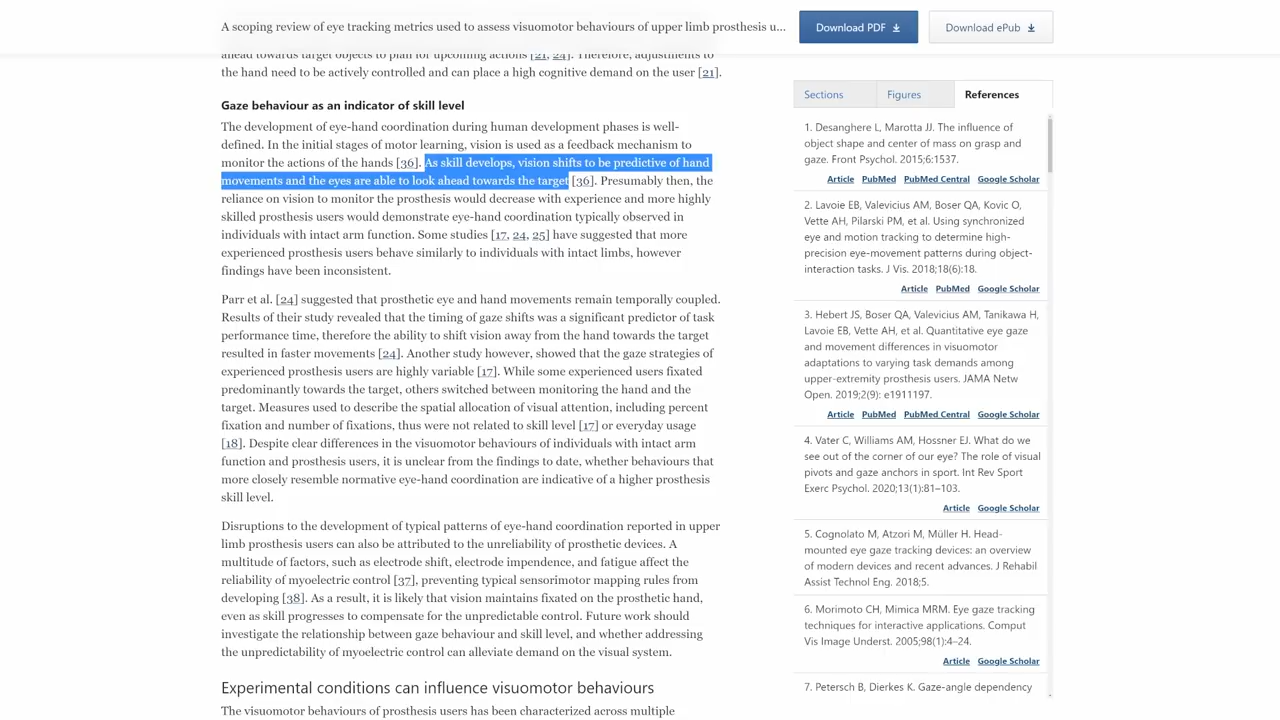 A scoping review of eye tracking metrics used to assess visuomotor behaviours of upper limb prosthesis u...
Download PDF
Download ePub
ahead towards target objects to plan for upcoming actions [21, 24]. Therefore, adjustments to
the hand need to be actively controlled and can place a high cognitive demand on the user [21].
Gaze behaviour as an indicator of skill level
The development of eye-hand coordination during human development phases is well-
defined. In the initial stages of motor learning, vision is used as a feedback mechanism to
monitor the actions of the hands [36]. As skill develops, vision shifts to be predictive of hand
movements and the eyes are able to look ahead towards the target [36]. Presumably then, the
reliance on vision to monitor the prosthesis would decrease with experience and more highly
skilled prosthesis users would demonstrate eye-hand coordination typically observed in
individuals with intact arm function. Some studies [17, 24, 25] have suggested that more
experienced prosthesis users behave similarly to individuals with intact limbs, however
findings have been inconsistent.
Parr et al. [24] suggested that prosthetic eye and hand movements remain temporally coupled.
Results of their study revealed that the timing of gaze shifts was a significant predictor of task
performance time, therefore the ability to shift vision away from the hand towards the target
resulted in faster movements [24]. Another study however, showed that the gaze strategies of
experienced prosthesis users are highly variable [17]. While some experienced users fixated
predominantly towards the target, others switched between monitoring the hand and the
target. Measures used to describe the spatial allocation of visual attention, including percent
fixation and number of fixations, thus were not related to skill level [17] or everyday usage
[18]. Despite clear differences in the visuomotor behaviours of individuals with intact arm
function and prosthesis users, it is unclear from the findings to date, whether behaviours that
more closely resemble normative eye-hand coordination are indicative of a higher prosthesis
skill level.
Disruptions to the development of typical patterns of eye-hand coordination reported in upper
limb prosthesis users can also be attributed to the unreliability of prosthetic devices. A
multitude of factors, such as electrode shift, electrode impendence, and fatigue affect the
reliability of myoelectric control [37], preventing typical sensorimotor mapping rules from
developing [38]. As a result, it is likely that vision maintains fixated on the prosthetic hand,
even as skill progresses to compensate for the unpredictable control. Future work should
investigate the relationship between gaze behaviour and skill level, and whether addressing
the unpredictability of myoelectric control can alleviate demand on the visual system.
Experimental conditions can influence visuomotor behaviours
The visuomotor behaviours of prosthesis users has been characterized across multiple
Sections
Figures
References
1. Desanghere L, Marotta JJ. The influence of
object shape and center of mass on grasp and
gaze. Front Psychol. 2015;6:1537.
Article PubMed PubMed Central Google Scholar
2. Lavoie EB, Valevicius AM, Boser QA, Kovic O,
Vette AH, Pilarski PM, et al. Using synchronized
eye and motion tracking to determine high-
precision eye-movement patterns during object-
interaction tasks. J Vis. 2018;18(6):18.
Article PubMed Google Scholar
3. Hebert JS, Boser QA, Valevicius AM, Tanikawa H,
Lavoie EB, Vette AH, et al. Quantitative eye gaze
and movement differences in visuomotor
adaptations to varying task demands among
upper-extremity prosthesis users. JAMA Netw
Open. 2019;2(9): e1911197.
Article PubMed PubMed Central Google Scholar
4. Vater C, Williams AM, Hossner EJ. What do we
see out of the corner of our eye? The role of visual
pivots and gaze anchors in sport. Int Rev Sport
Exerc Psychol. 2020;13(1):81–103.
Article Google Scholar
5. Cognolato M, Atzori M, Müller H. Head-
mounted eye gaze tracking devices: an overview
of modern devices and recent advances. J Rehabil
Assist Technol Eng. 2018;5.
6. Morimoto CH, Mimica MRM. Eye gaze tracking
techniques for interactive applications. Comput
Vis Image Underst. 2005;98(1):4–24.
Article Google Scholar
7. Petersch B, Dierkes K. Gaze-angle dependency